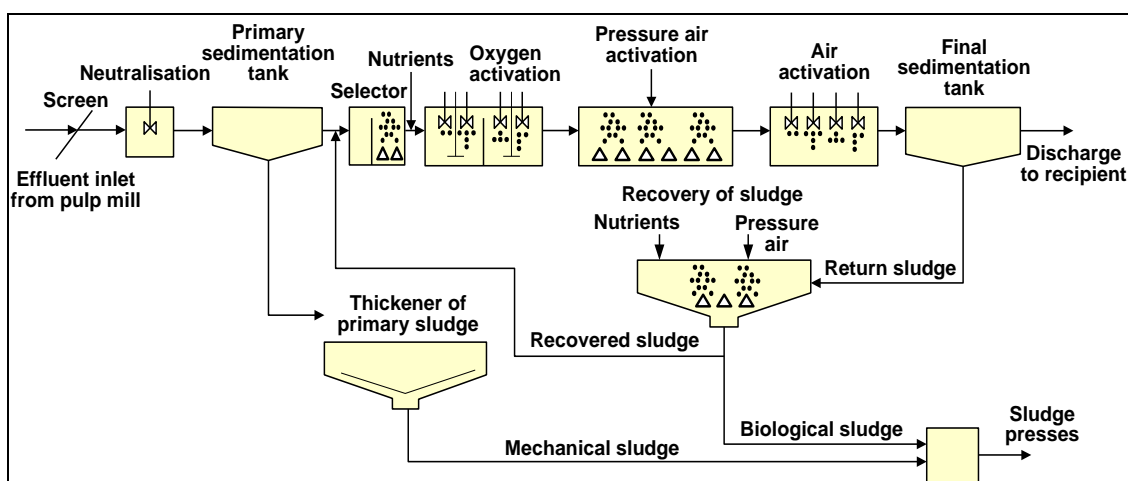 Primary
sedimentation
tank
Neutralisation
Screen
Effluent inlet
from pulp mill
Selector
Nutrients
Oxygen
activation
Pressure air
activation
Air
activation
Final
sedimentation
tank
Discharge
to recipient
Recovery of sludge
Nutrients
Pressure
air
Return sludge
Thickener of
primary sludge
Recovered sludge
Biological sludge
Mechanical sludge
Sludge
presses